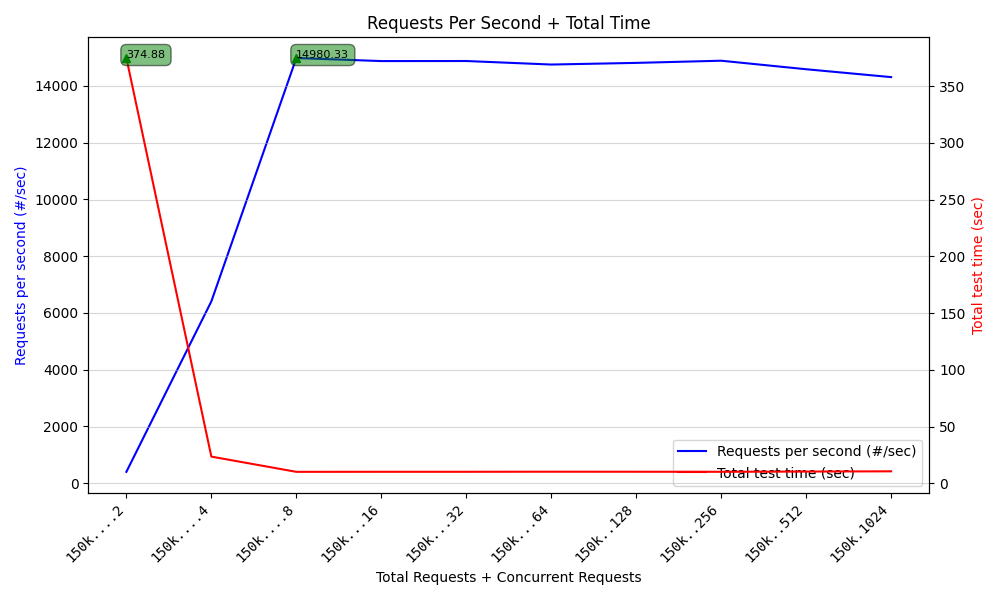 Requests Per Second + Total Time
374.88
14980.33
14000
12000
10000
8000
6000
4000
2000
0
Requests per second (#/sec)
350
300
250
200
150
100
50
0
Total test time (sec)
Requests per second (#/sec)
Total test time (sec)
150k....2
150k....4
150k....8
150k...16
150k...32
150k...64
150k..128
150k..256
150k..512
150k.1024
Total Requests + Concurrent Requests